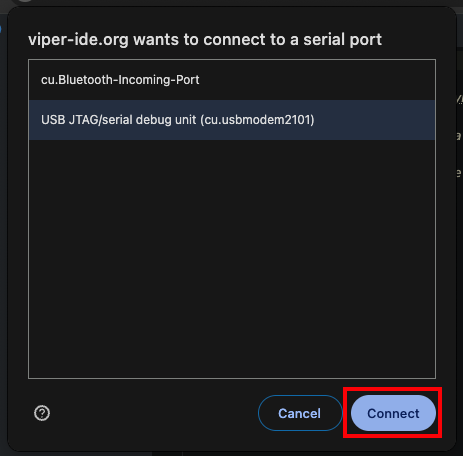 viper-ide.org wants to connect to a serial port
cu.Bluetooth-Incoming-Port
USB JTAG/serial debug unit (cu.usbmodem2101)
Cancel
Connect